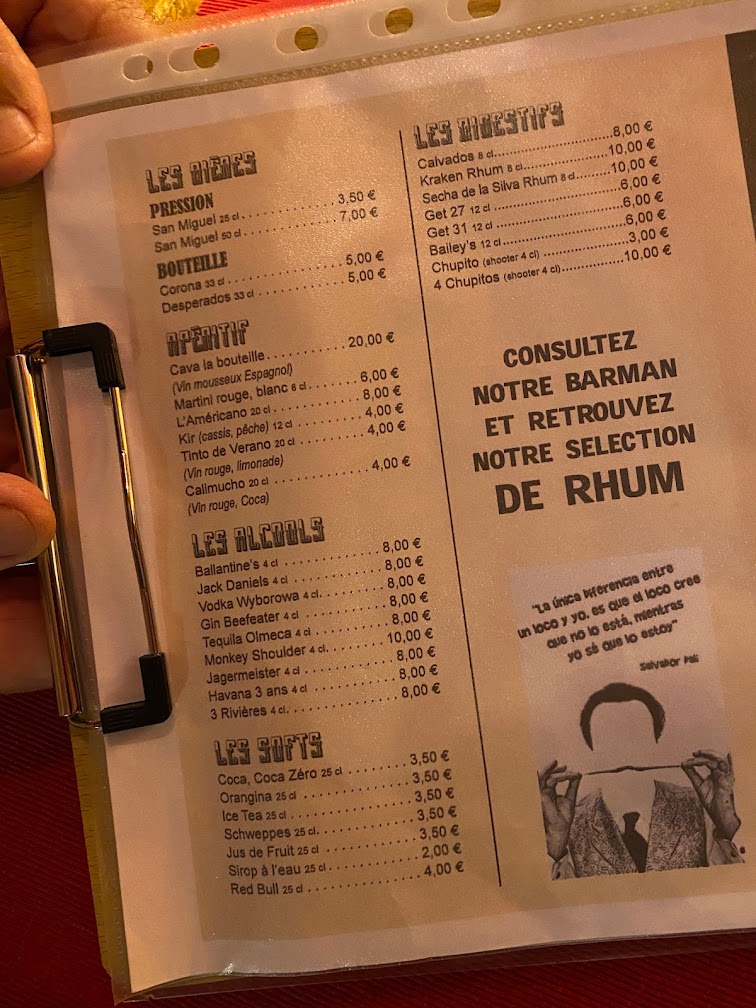 LES BIÈRES
PRESSION
San Miguel 25 cl 3,50 €
San Miguel 50 cl 7,00 €
BOUTEILLE
Corona 33 cl 5,00 €
Desperados 33 cl 5,00 €
APÉRITIF
Cava la bouteille 20,00 €
(Vin mousseux Espagnol)
Martini rouge, blanc 6 cl 6,00 €
L'Américano 20 cl 8,00 €
Kir (cassis, pêche) 12 cl 4,00 €
Tinto de Verano 20 cl 4,00 €
(Vin rouge, limonade)
Calimucho 20 cl 4,00 €
(Vin rouge, Coca)
LES ALCOOLS
Ballantine's 4 cl 8,00 €
Jack Daniels 4 cl 8,00 €
Vodka Wyborowa 4 cl 8,00 €
Gin Beefeater 4 cl 8,00 €
Tequila Olmeca 4 cl 8,00 €
Monkey Shoulder 4 cl 10,00 €
Jagermeister 4 cl 8,00 €
Havana 3 ans 4 cl 8,00 €
3 Rivières 4 cl 8,00 €
LES SOFTS
Coca, Coca Zéro 25 cl 3,50 €
Orangina 25 cl 3,50 €
Ice Tea 25 cl 3,50 €
Schweppes 25 cl 3,50 €
Jus de Fruit 25 cl 3,50 €
Sirop à l'eau 25 cl 2,00 €
Red Bull 25 cl 4,00 €
LES DIGESTIFS
Calvados 8 cl 8,00 €
Kraken Rhum 8 cl 10,00 €
Secha de la Silva Rhum 8 cl 10,00 €
Get 27 12 cl 6,00 €
Get 31 12 cl 6,00 €
Bailey's 12 cl 6,00 €
Chupito (shooter 4 cl) 3,00 €
4 Chupitos (shooter 4 cl) 10,00 €
CONSULTEZ
NOTRE BARMAN
ET RETROUVEZ
NOTRE SELECTION
DE RHUM
"La única diferencia entre
un loco y yo, es que el loco cree
que no lo está, mientras
yo sé que lo estoy"
Salvador Dalí